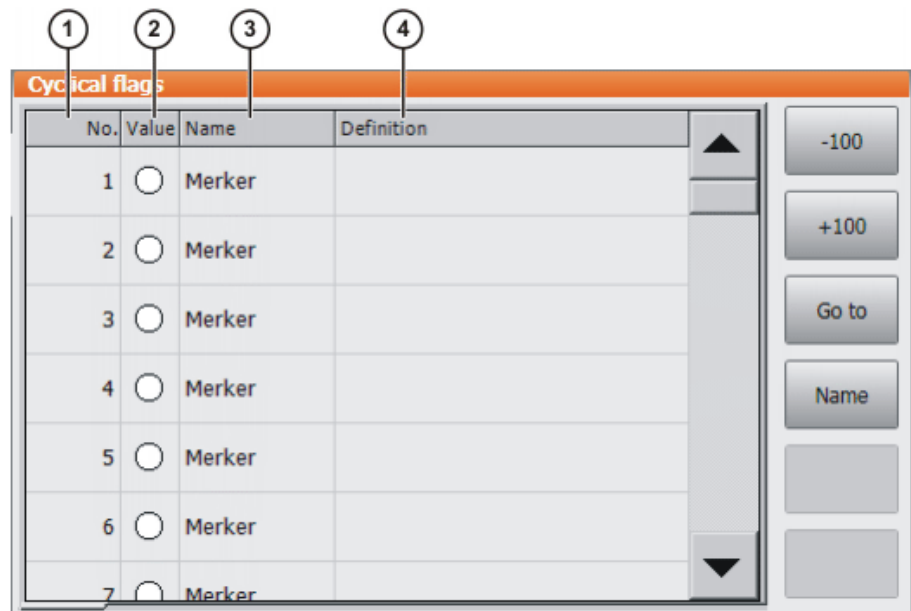 1 2 3 4
Cyclical flags
No. Value Name Definition
-100
1 Merker
+100
2 Merker
Go to
3 Merker
Name
4 Merker
5 Merker
6 Merker
7 Merker